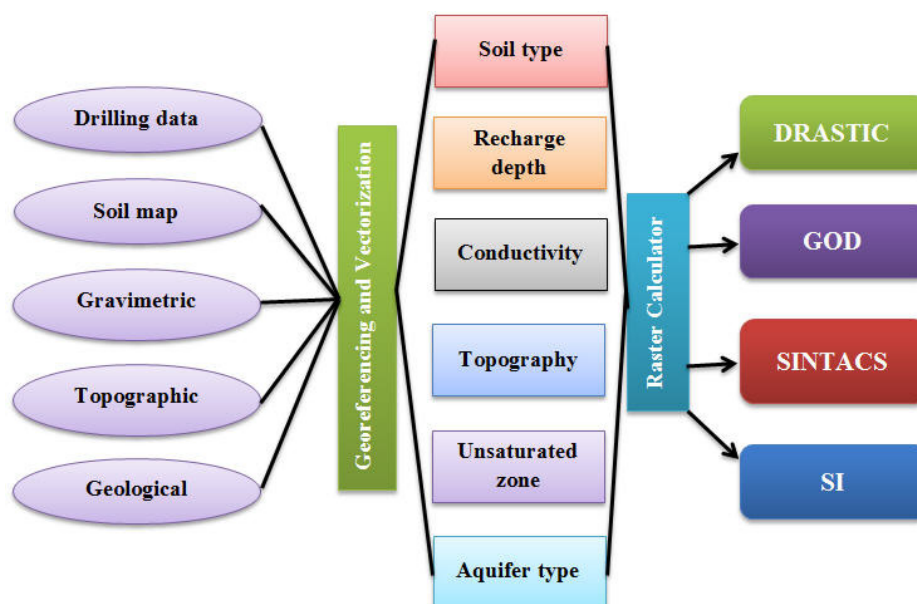 Drilling data
Soil map
Gravimetric
Topographic
Geological
Georeferencing and Vectorization
Soil type
Recharge
depth
Conductivity
Topography
Unsaturated
zone
Aquifer type
Raster Calculator
DRASTIC
GOD
SINTACS
SI